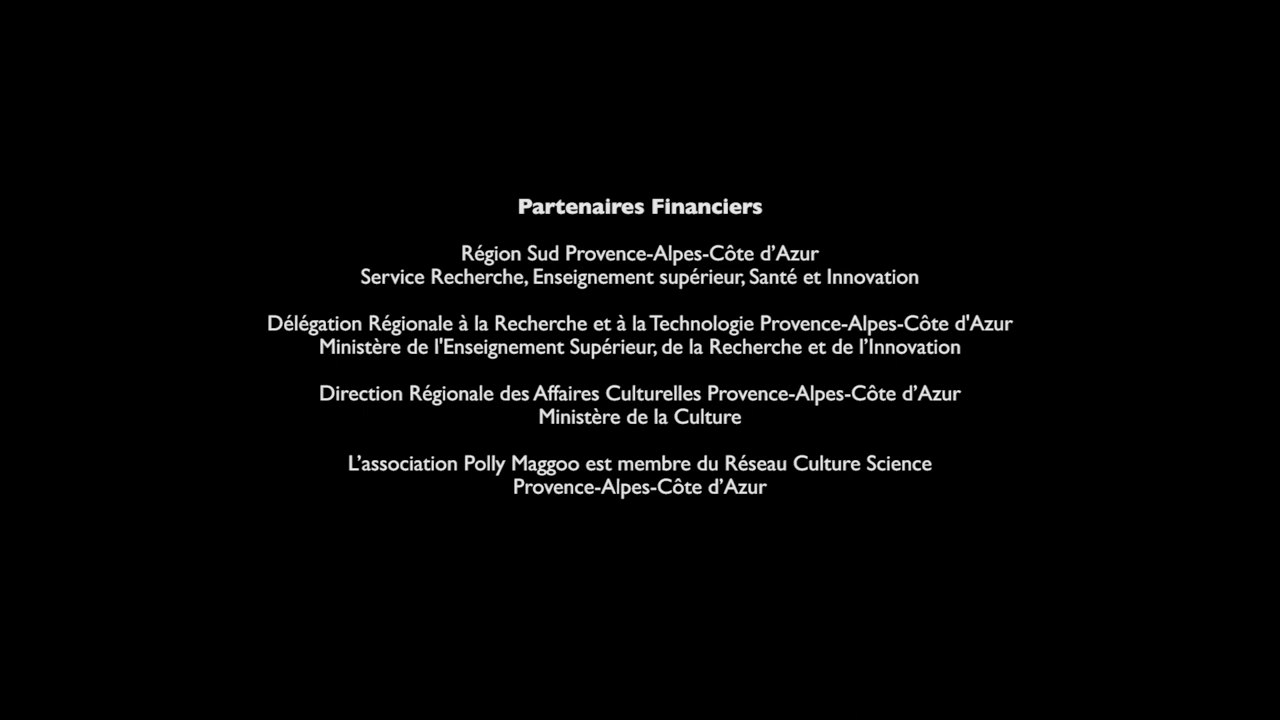 Partenaires Financiers
Région Sud Provence-Alpes-Côte d’Azur
Service Recherche, Enseignement supérieur, Santé et Innovation
Délégation Régionale à la Recherche et à la Technologie Provence-Alpes-Côte d'Azur
Ministère de l'Enseignement Supérieur, de la Recherche et de l’Innovation
Direction Régionale des Affaires Culturelles Provence-Alpes-Côte d’Azur
Ministère de la Culture
L’association Polly Maggoo est membre du Réseau Culture Science
Provence-Alpes-Côte d’Azur